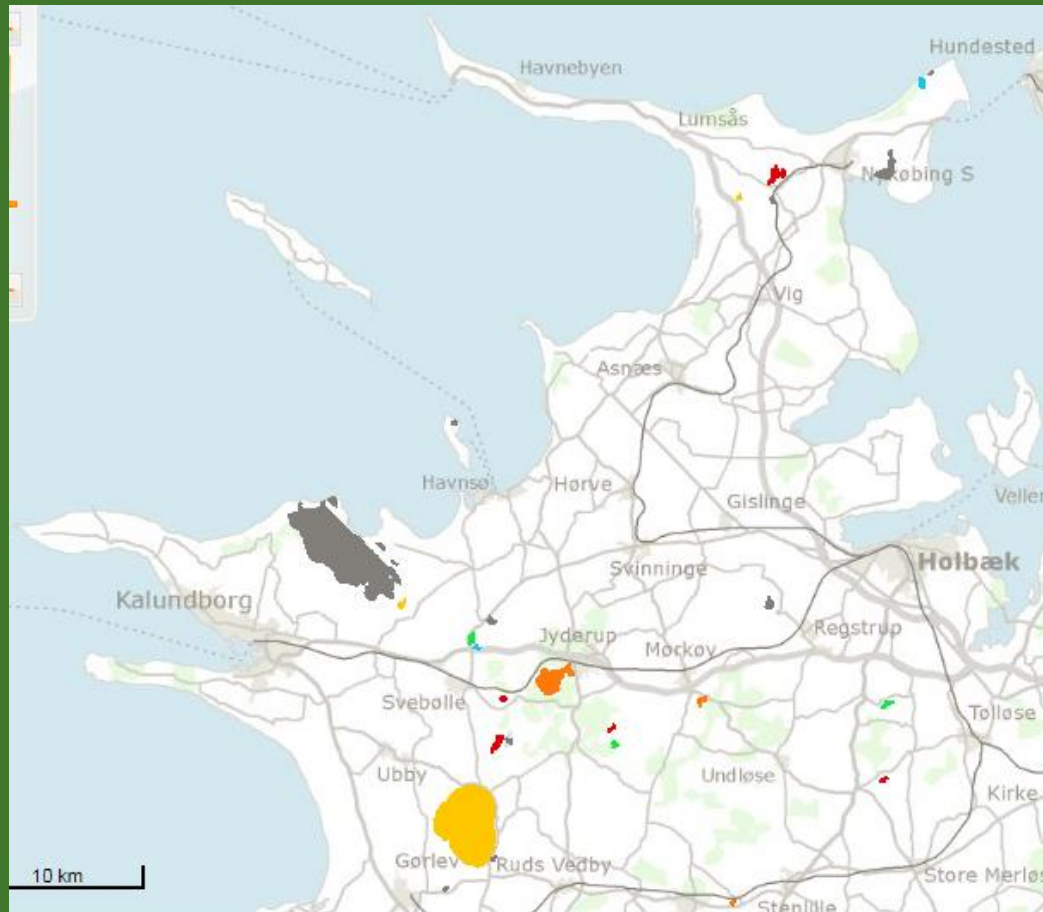 Hundested
Havnebyen
Lumsås
Nykøbing S
Vig
Asnæs
Havnsø
Hørve
Gislinge
Svinninge
Holbæk
Kalundborg
Jyderup
Mørkøv
Regstrup
Svebølle
Tølløse
Ubby
Undløse
Kirke
Gørlev
Ruds Vedby
10 km
Store Merløs
Stenlille